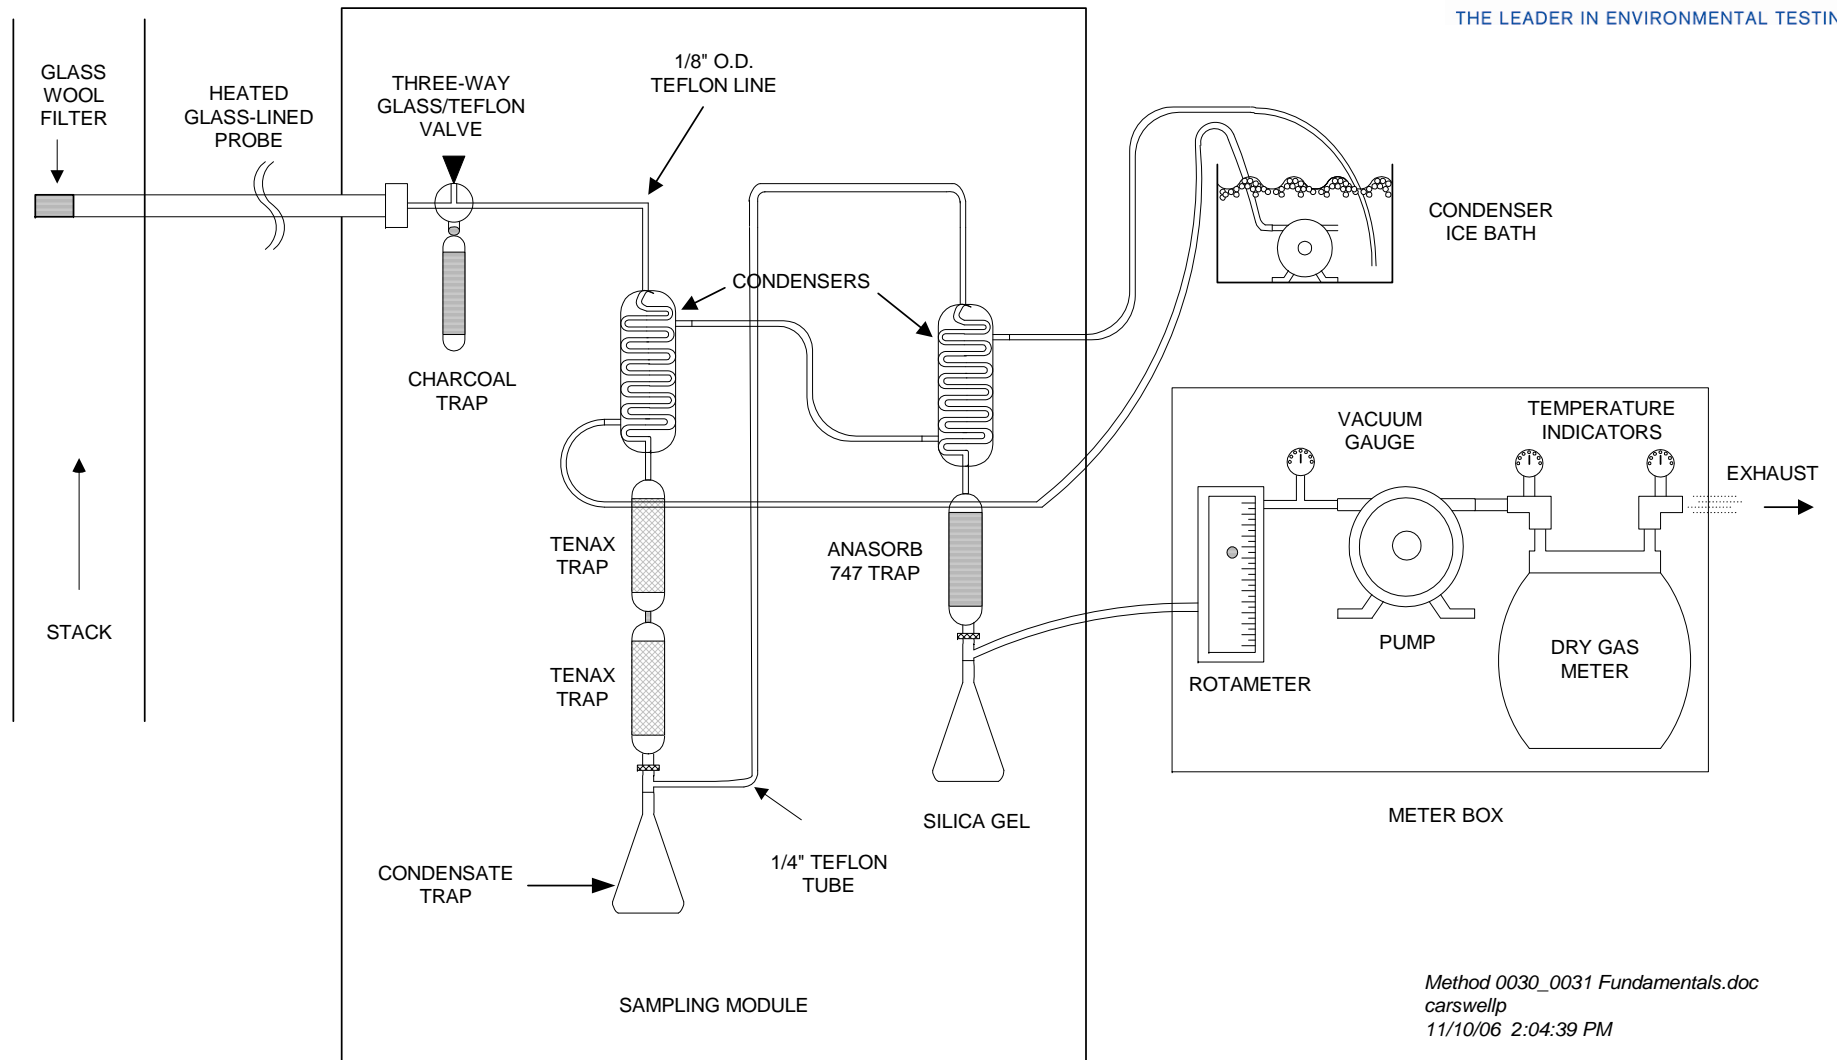 THE LEADER IN ENVIRONMENTAL TESTIN
GLASS
WOOL
FILTER
HEATED
GLASS-LINED
PROBE
THREE-WAY
GLASS/TEFLON
VALVE
1/8" O.D.
TEFLON LINE
CONDENSER
ICE BATH
CONDENSERS
CHARCOAL
TRAP
VACUUM
GAUGE
TEMPERATURE
INDICATORS
EXHAUST
TENAX
TRAP
ANASORB
747 TRAP
STACK
PUMP
DRY GAS
METER
TENAX
TRAP
ROTAMETER
SILICA GEL
METER BOX
CONDENSATE
TRAP
1/4" TEFLON
TUBE
SAMPLING MODULE
Method 0030_0031 Fundamentals.doc
carswellp
11/10/06 2:04:39 PM